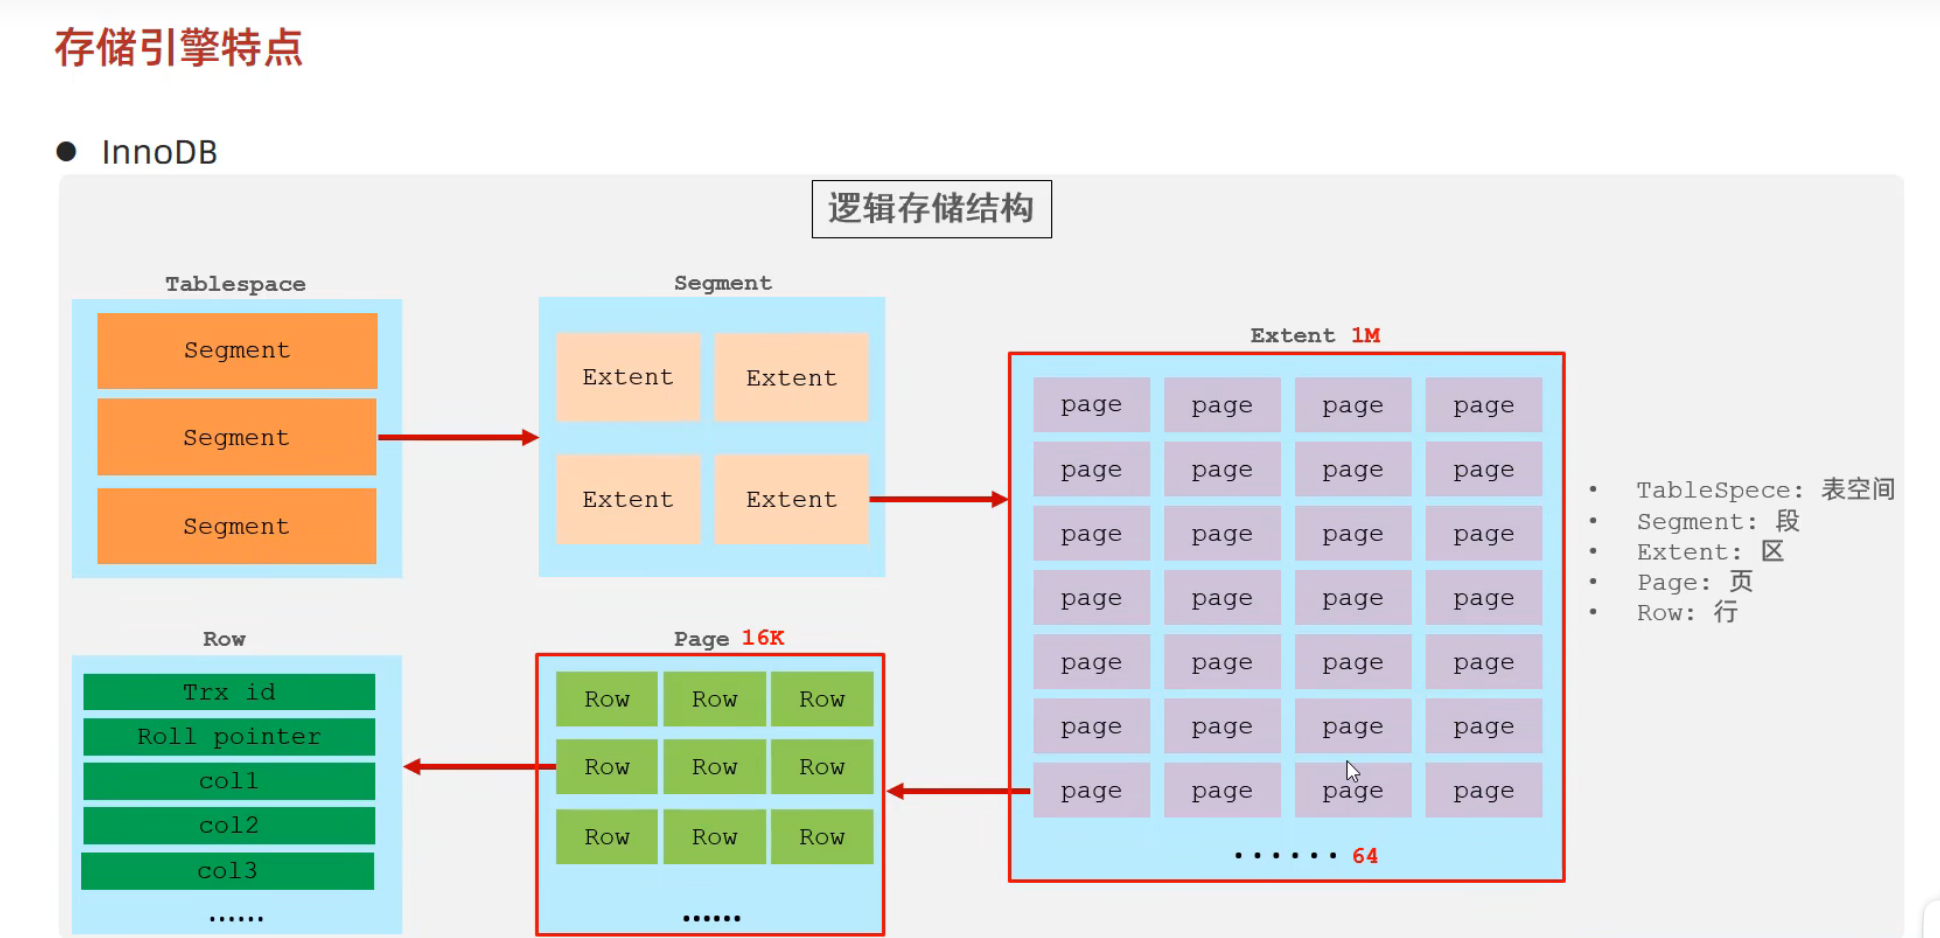 存储引擎特点
● InnoDB
逻辑存储结构
Tablespace
Segment
Segment
Segment
Segment
Extent Extent
Extent Extent
Extent 1M
page page page page
page page page page
page page page page
page page page page
page page page page
page page page page
page page page page
······ 64
• TableSpece: 表空间
• Segment: 段
• Extent: 区
• Page: 页
• Row: 行
Row
Trx id
Roll pointer
col1
col2
col3
······
Page 16K
Row Row Row
Row Row Row
Row Row Row
······